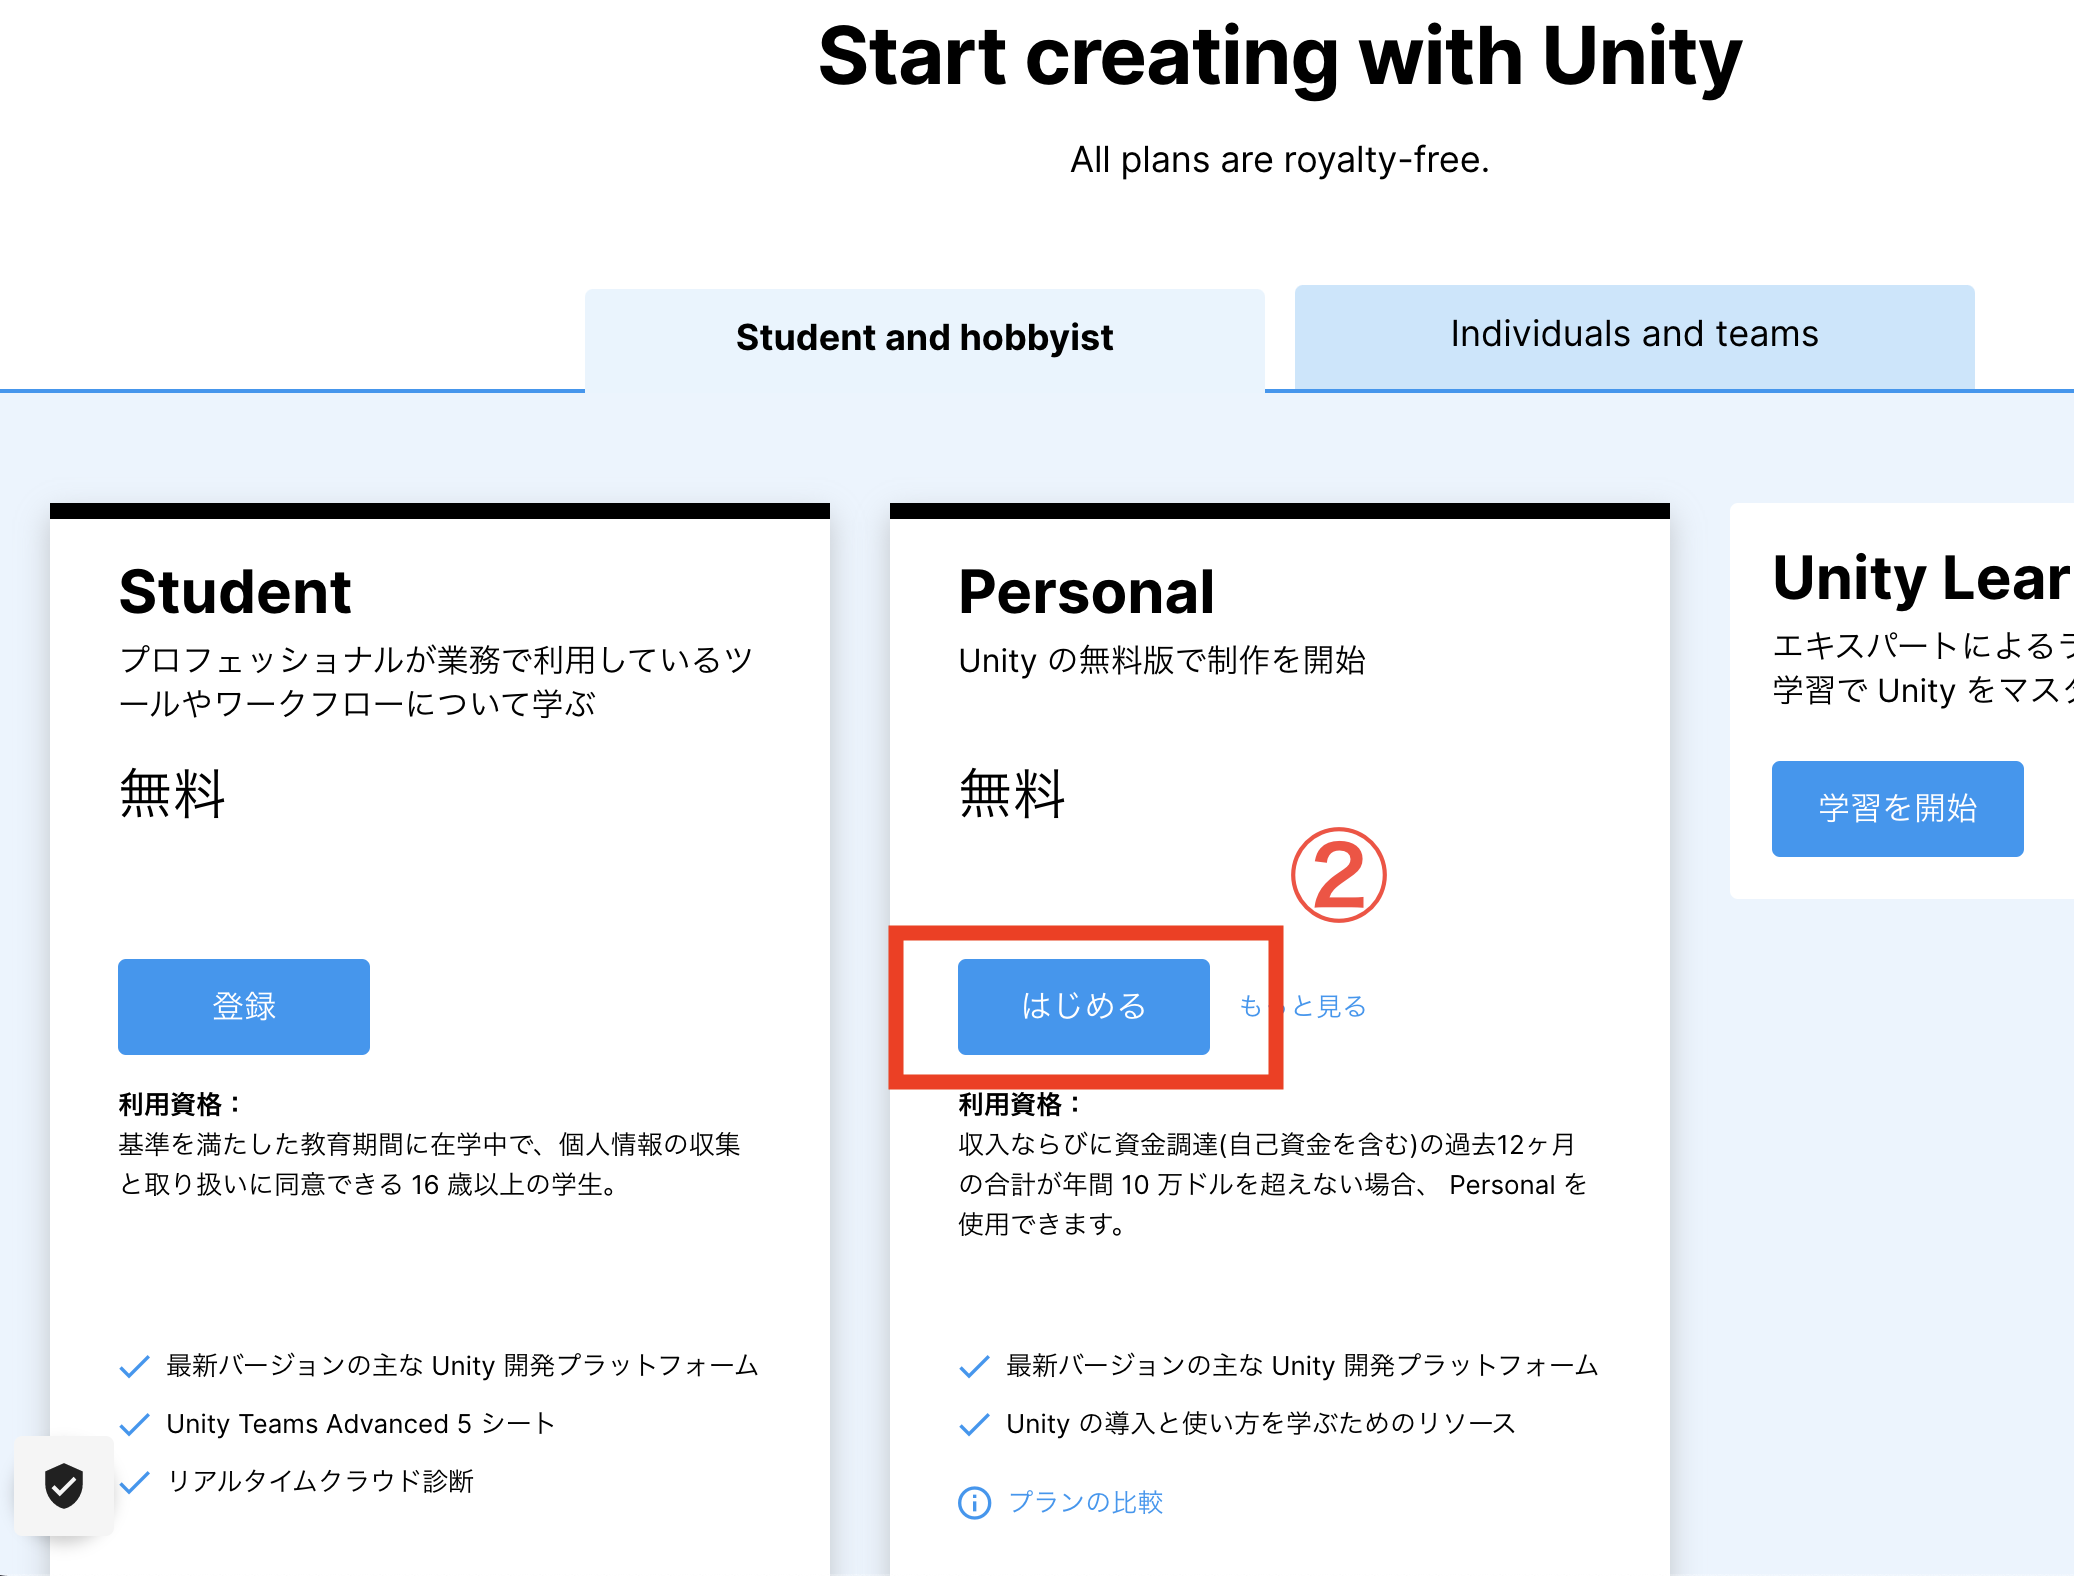 Start creating with Unity
All plans are royalty-free.
Student and hobbyist
Individuals and teams
Student
プロフェッショナルが業務で利用しているツ
ールやワークフローについて学ぶ
無料
登録
利用資格：
基準を満たした教育期間に在学中で、個人情報の収集
と取り扱いに同意できる 16 歳以上の学生。
最新バージョンの主な Unity 開発プラットフォーム
Unity Teams Advanced 5 シート
リアルタイムクラウド診断
Personal
Unity の無料版で制作を開始
無料
②
はじめる
もっと見る
利用資格：
収入ならびに資金調達(自己資金を含む)の過去12ヶ月
の合計が年間 10 万ドルを超えない場合、 Personal を
使用できます。
最新バージョンの主な Unity 開発プラットフォーム
Unity の導入と使い方を学ぶためのリソース
プランの比較
Unity Lear
エキスパートによるラ
学習で Unity をマスタ
学習を開始